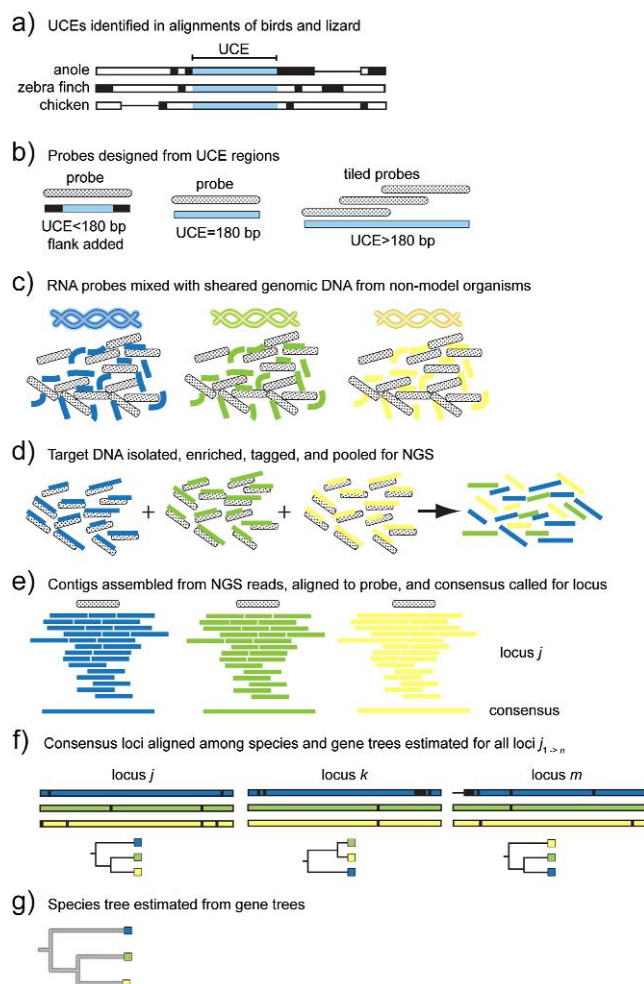 a) UCEs identified in alignments of birds and lizard
UCE
anole
zebra finch
chicken
b) Probes designed from UCE regions
probe
probe
tiled probes
UCE<180 bp
flank added
UCE=180 bp
UCE>180 bp
c) RNA probes mixed with sheared genomic DNA from non-model organisms
d) Target DNA isolated, enriched, tagged, and pooled for NGS
+
+
e) Contigs assembled from NGS reads, aligned to probe, and consensus called for locus
locus j
consensus
f) Consensus loci aligned among species and gene trees estimated for all loci j1->n
locus j
locus k
locus m
g) Species tree estimated from gene trees